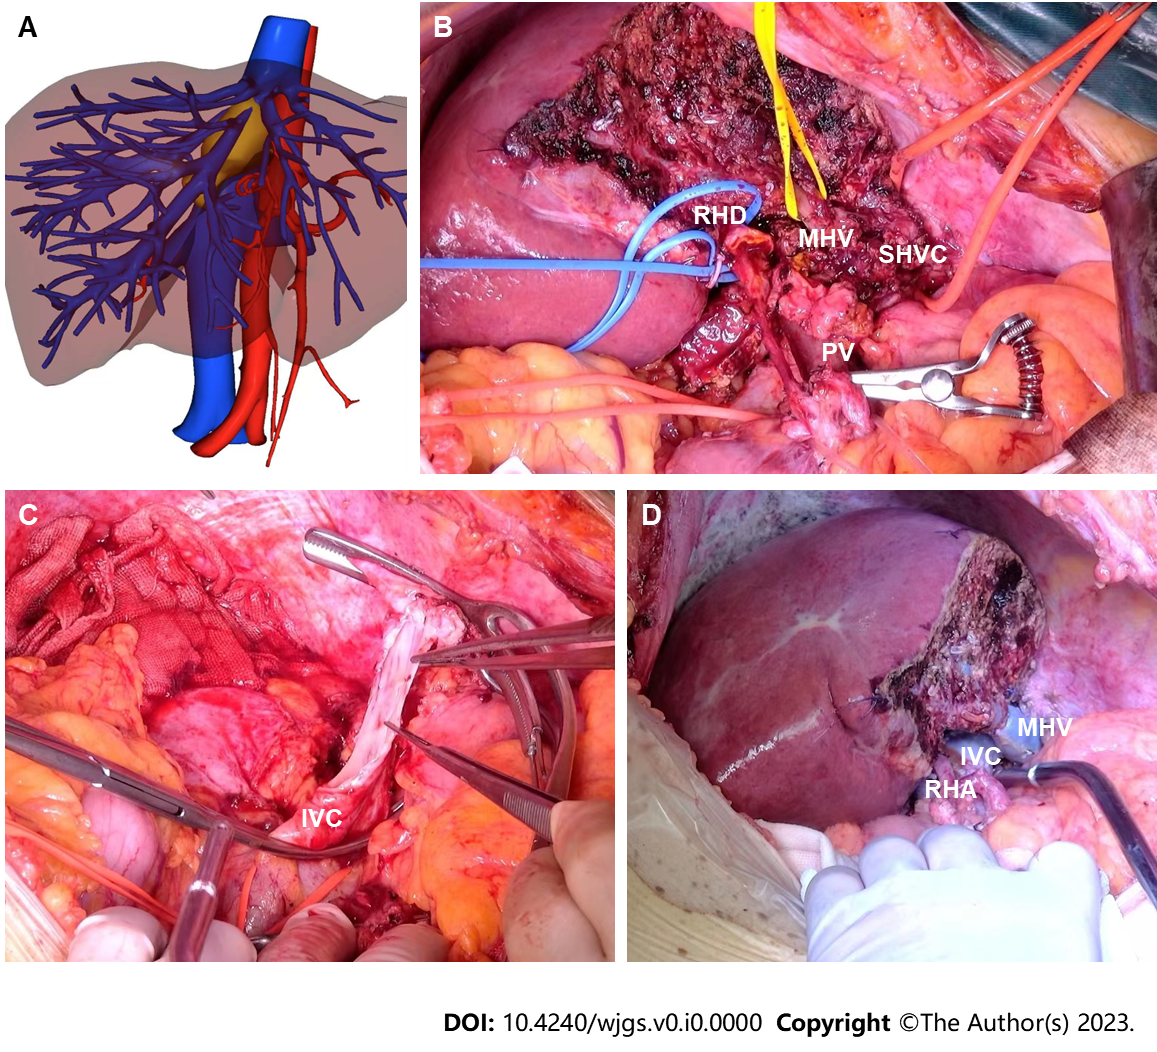 A
B
RHD
MHV
SHVC
PV
C
IVC
D
MHV
IVC
RHA
DOI: 10.4240/wjgs.v0.i0.0000 Copyright ©The Author(s) 2023.